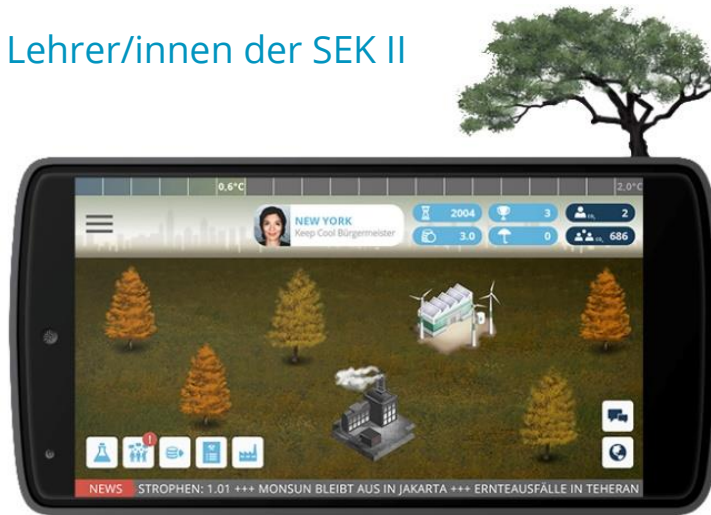 Lehrer/innen der SEK II
0,6°C
2,0°C
NEW YORK
Keep Cool Bürgermeister
2004
3
2
3.0
0
686
NEWS STROPHEN: 1.01 +++ MONSUN BLEIBT AUS IN JAKARTA +++ ERNTEAUSFÄLLE IN TEHERAN